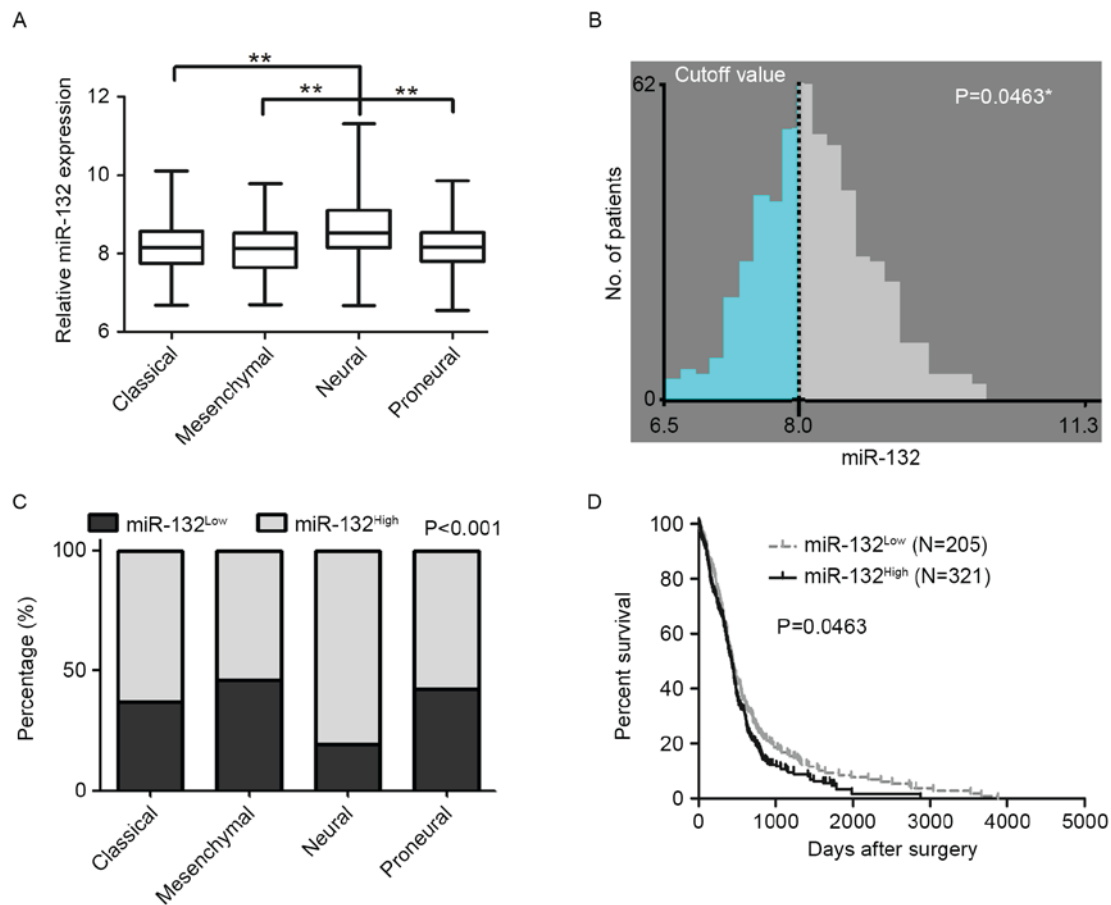 A
Relative miR-132 expression
12
10
8
6
**
**
**
Classical
Mesenchymal
Neural
Proneural
B
Cutoff value
P=0.0463*
No. of patients
62
0
6.5
8.0
11.3
miR-132
C
miR-132Low
miR-132High
P<0.001
Percentage (%)
100
50
0
Classical
Mesenchymal
Neural
Proneural
D
Percent survival
100
80
60
40
20
0
miR-132Low (N=205)
miR-132High (N=321)
P=0.0463
0 1000 2000 3000 4000 5000
Days after surgery